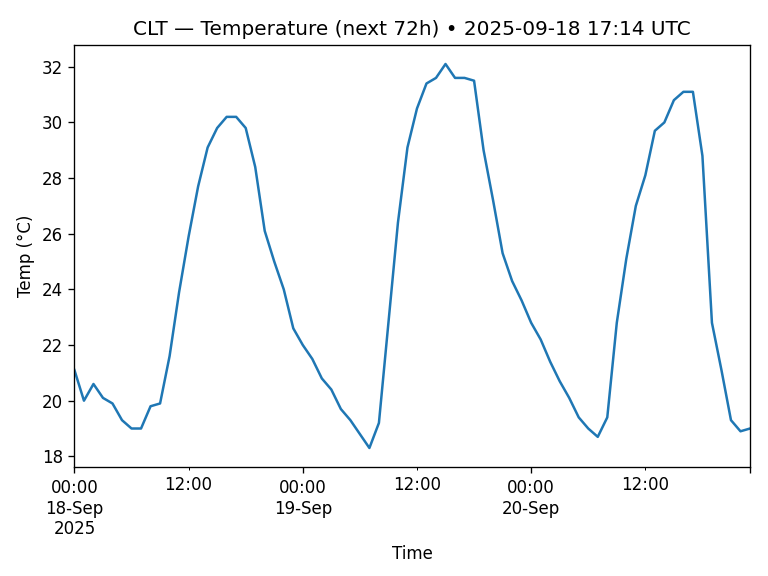 CLT — Temperature (next 72h) • 2025-09-18 17:14 UTC
Temp (°C)
32
30
28
26
24
22
20
18
00:00 12:00 00:00 12:00 00:00 12:00
18-Sep 19-Sep 20-Sep
2025
Time